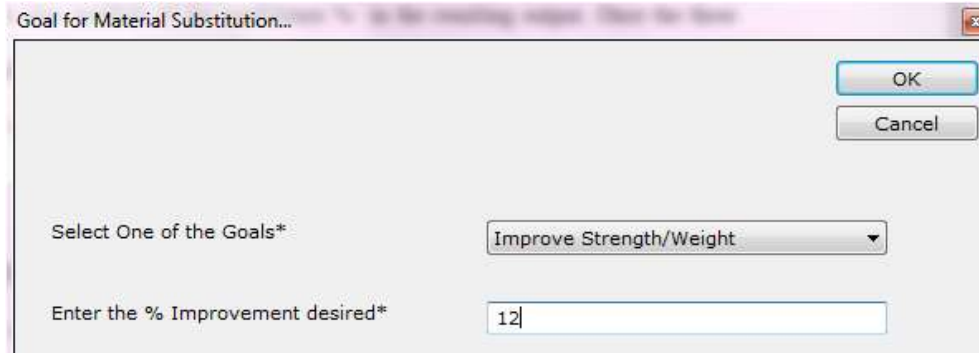 Goal for Material Substitution...
OK
Cancel
Select One of the Goals*
Improve Strength/Weight
Enter the % Improvement desired*
12